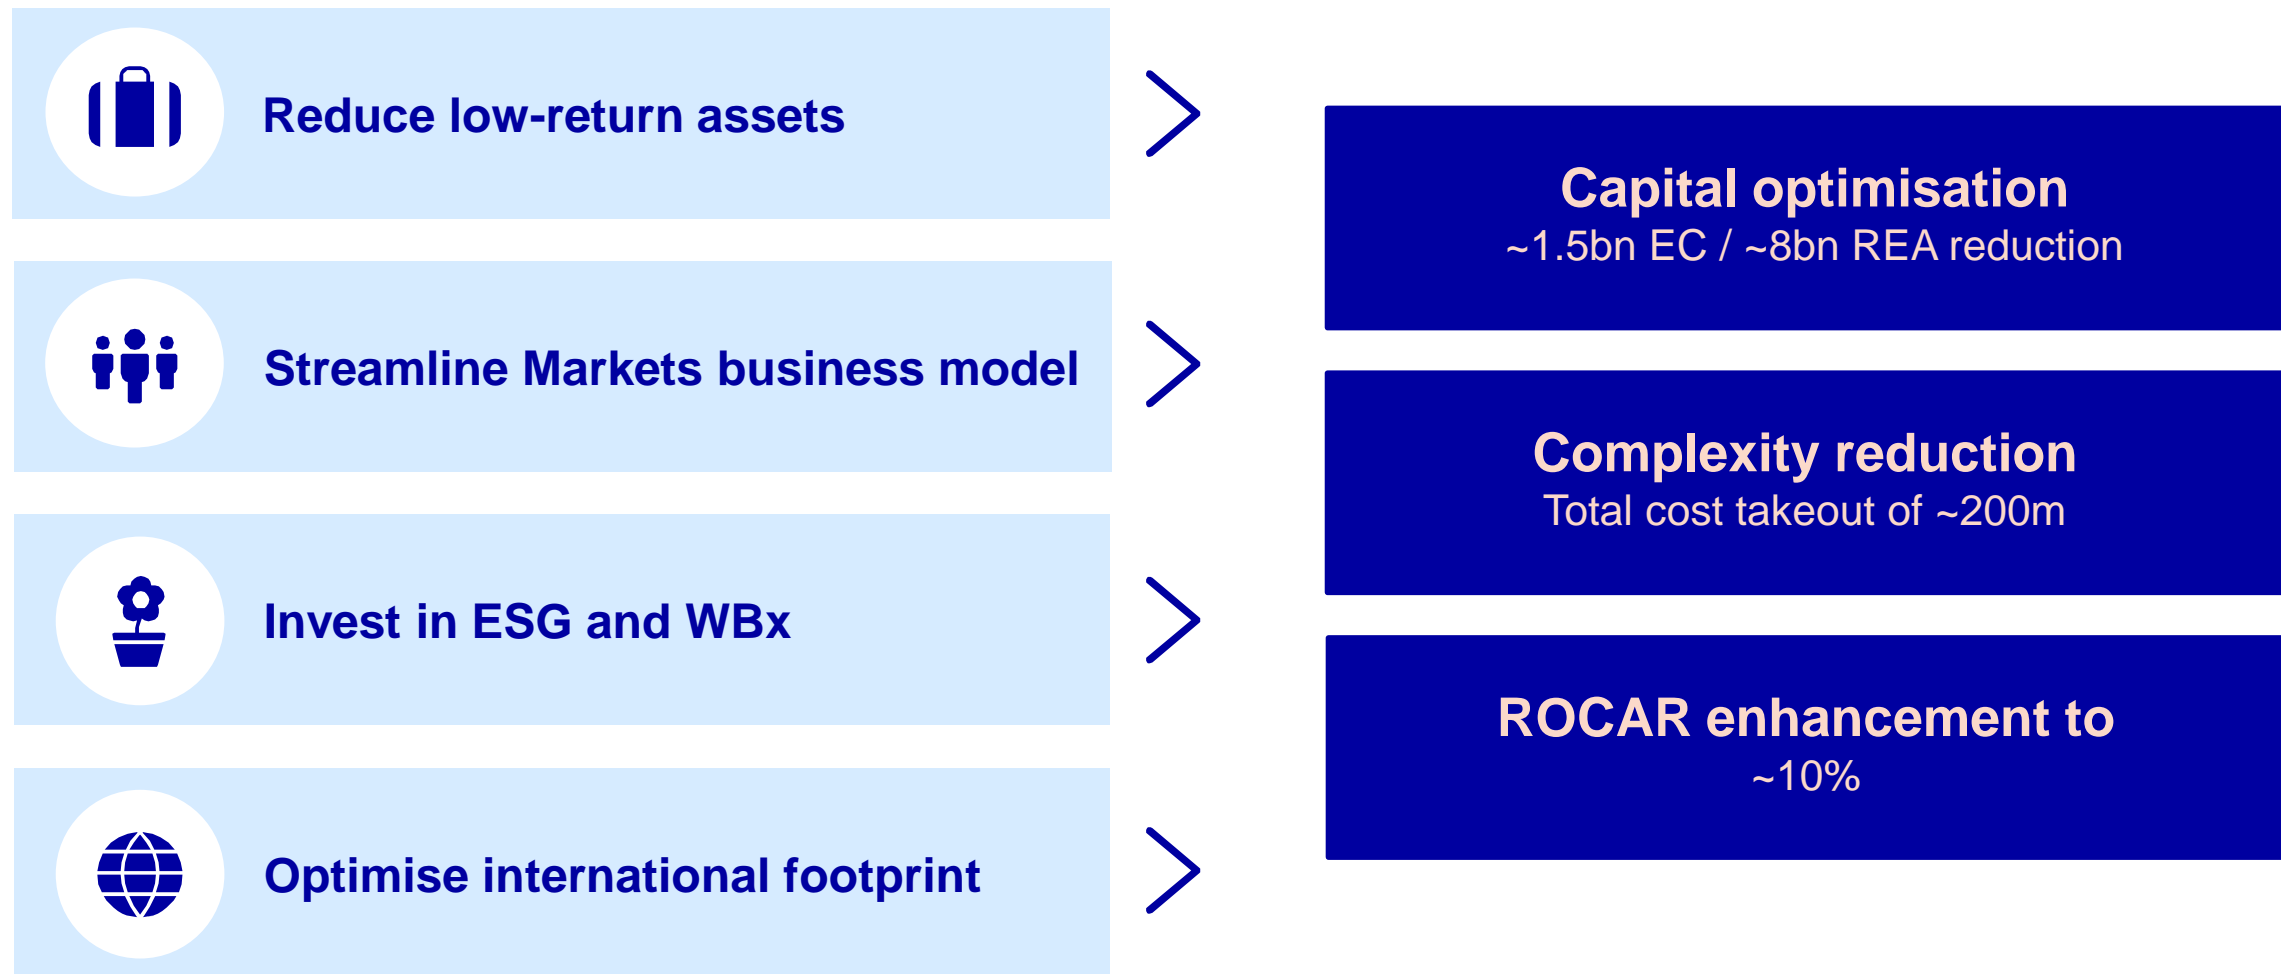 Reduce low-return assets
Streamline Markets business model
Invest in ESG and WBx
Optimise international footprint
Capital optimisation
~1.5bn EC / ~8bn REA reduction
Complexity reduction
Total cost takeout of ~200m
ROCAR enhancement to
~10%